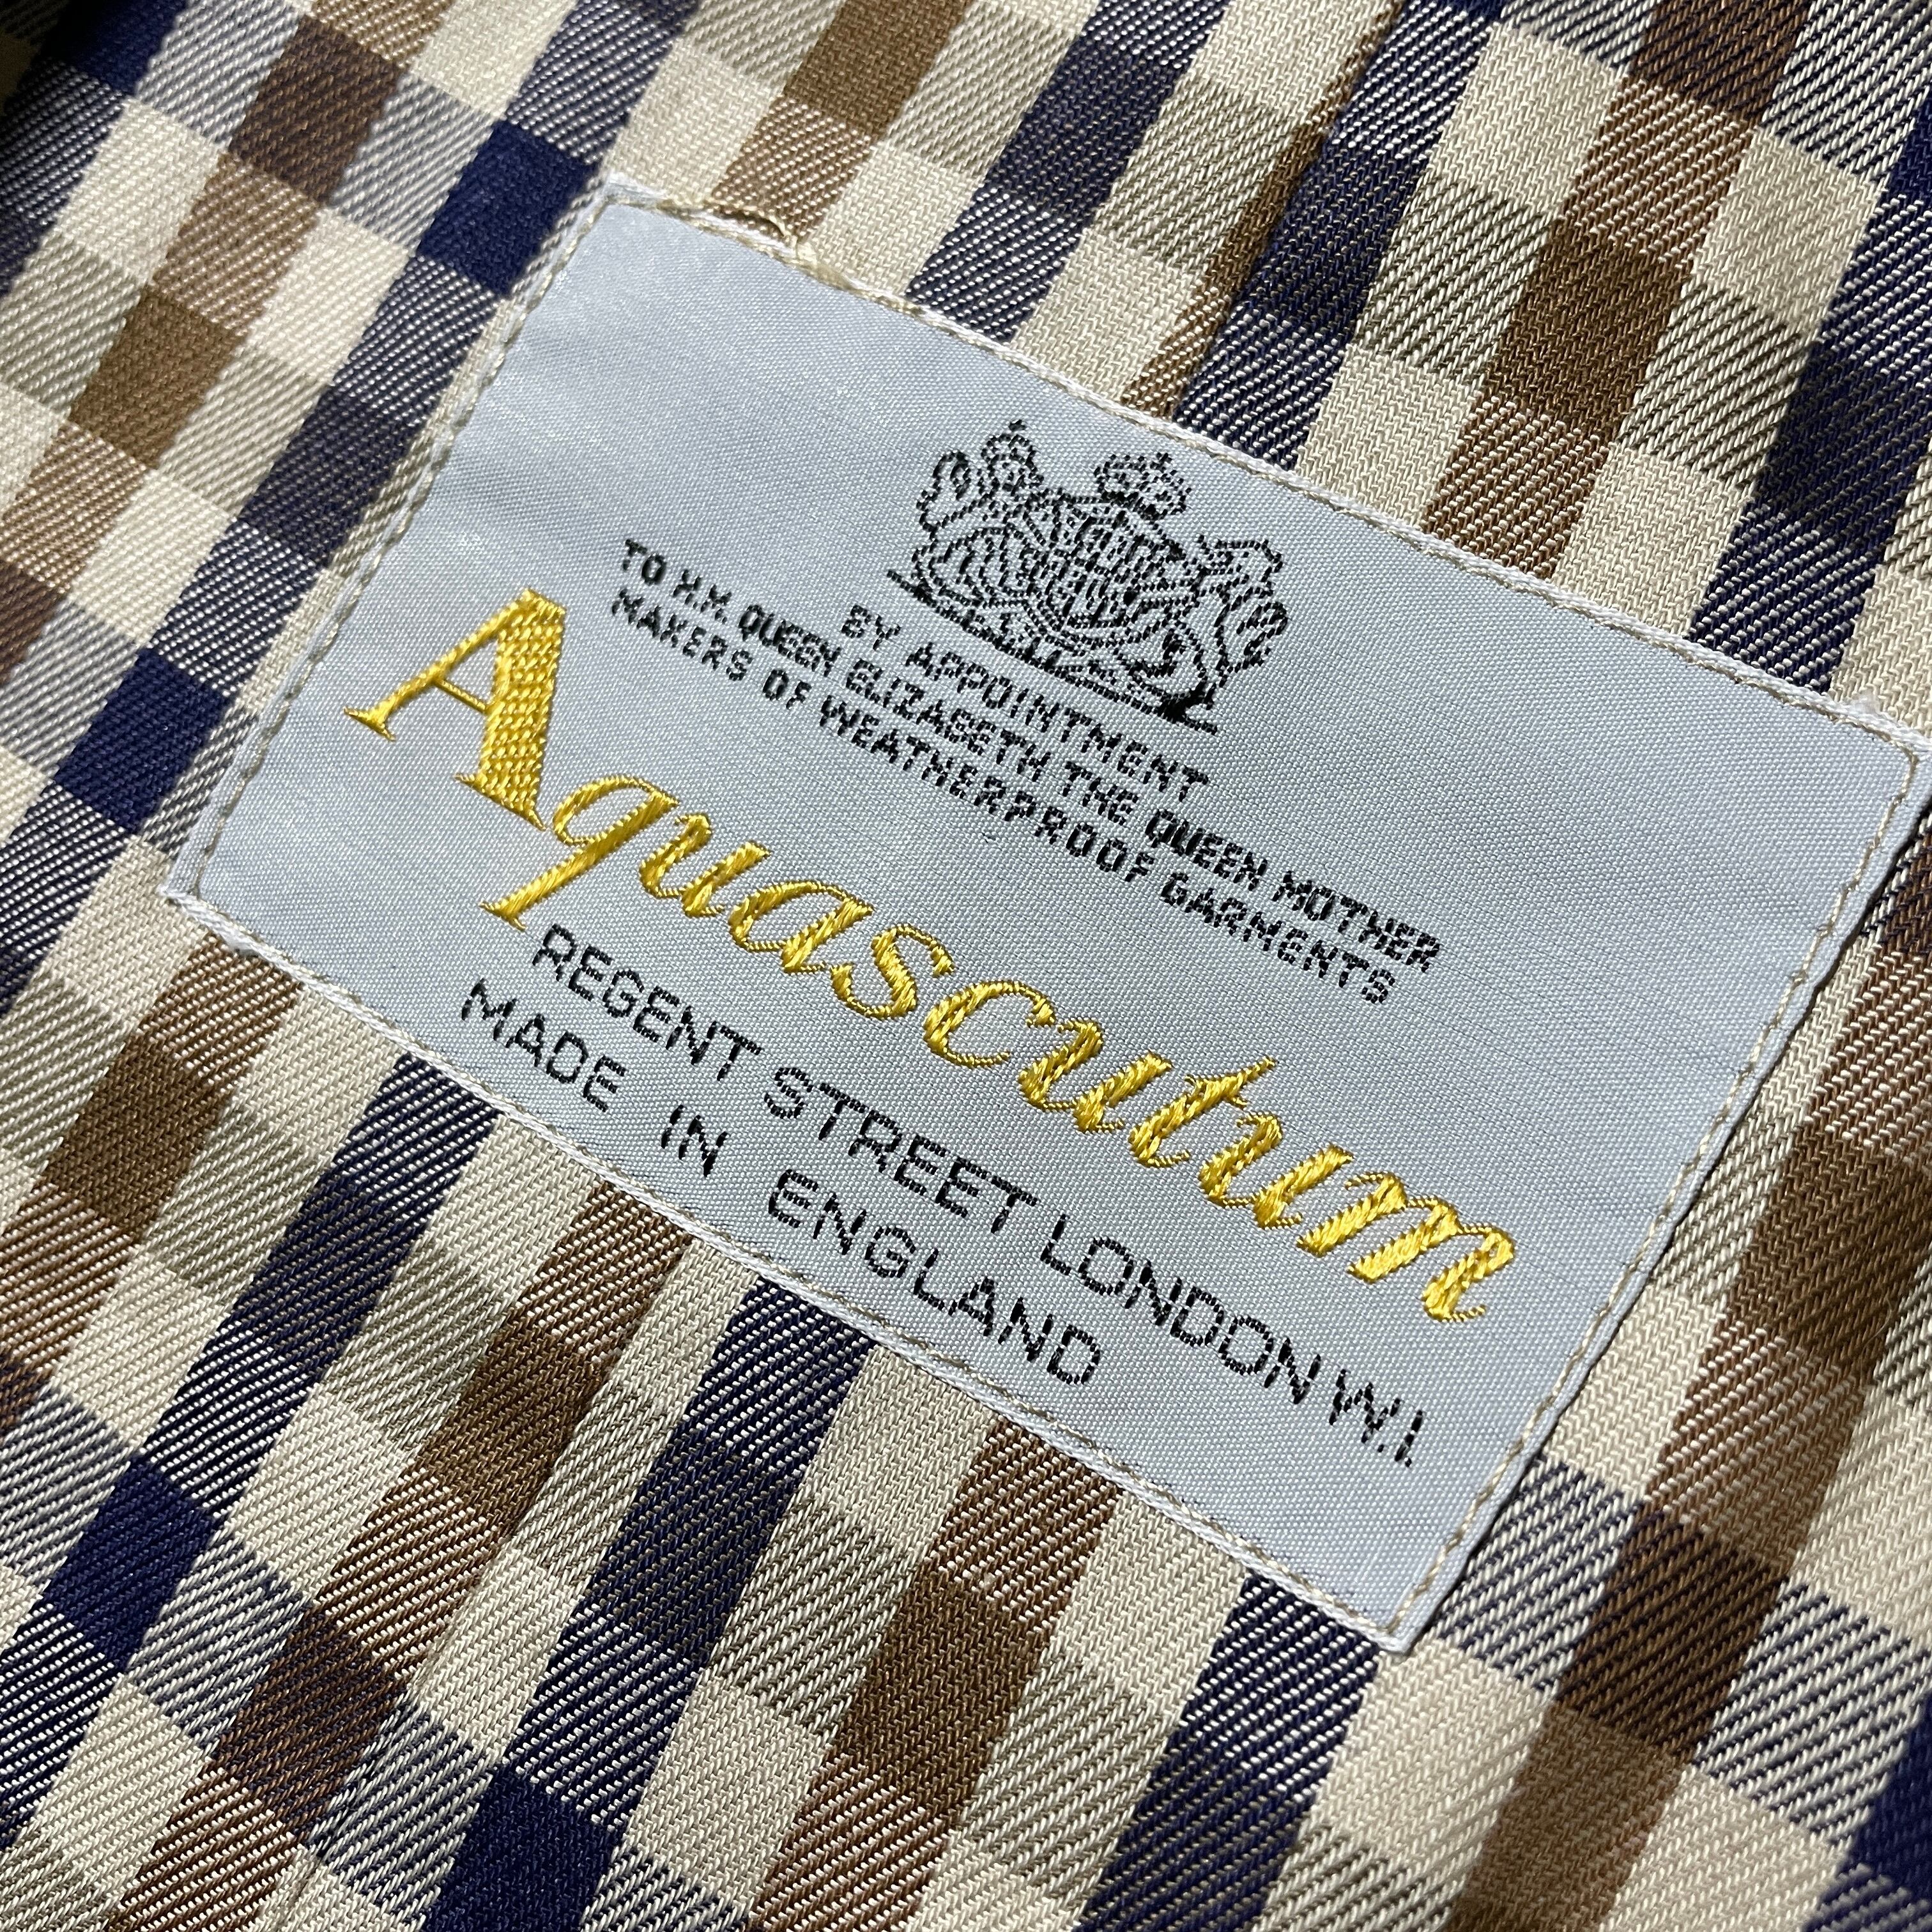 BY APPOINTMENT
TO H.M. QUEEN ELIZABETH THE QUEEN MOTHER
MAKERS OF WEATHERPROOF GARMENTS
Aquascutum
REGENT STREET LONDON W.I.
MADE IN ENGLAND